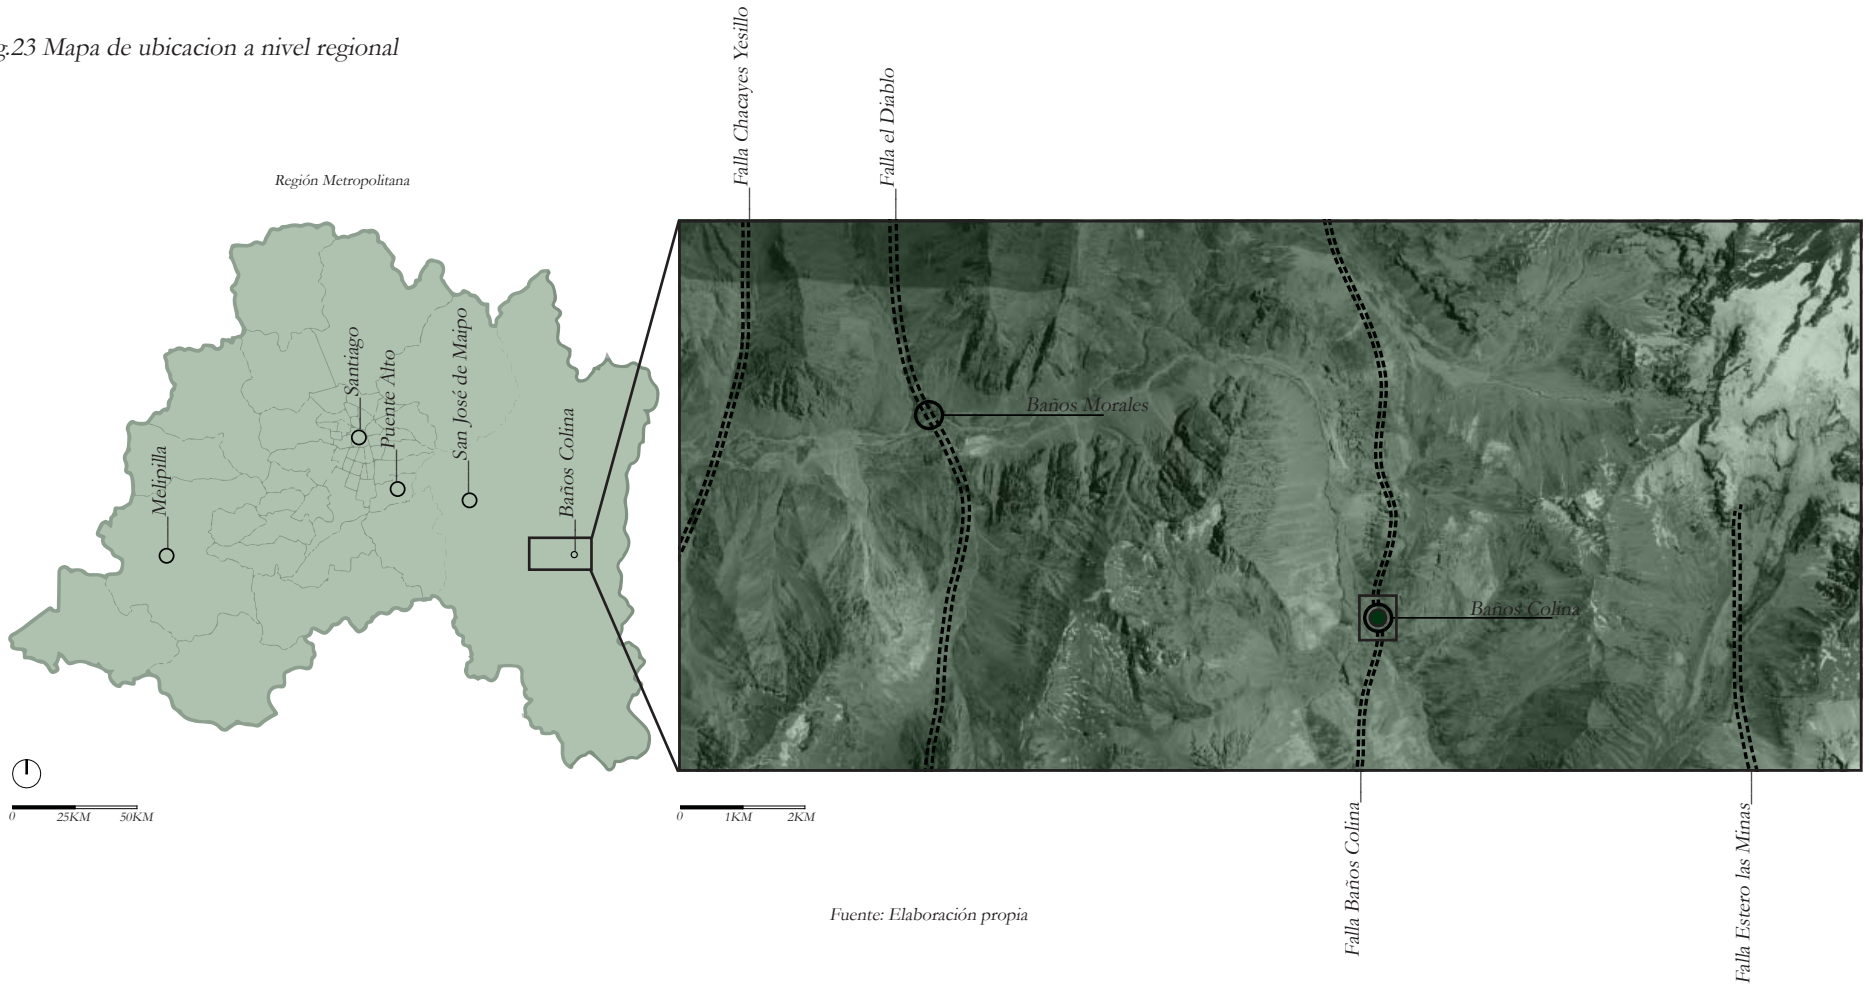 g.23 Mapa de ubicacion a nivel regional
Región Metropolitana
Santiago
Puente Alto
San José de Maipo
Baños Colina
Melipilla
0 25KM 50KM
Falla Chacayes Yesillo
Falla el Diablo
Baños Morales
Baños Colina
0 1KM 2KM
Falla Baños Colina
Falla Estero las Minas
Fuente: Elaboración propia